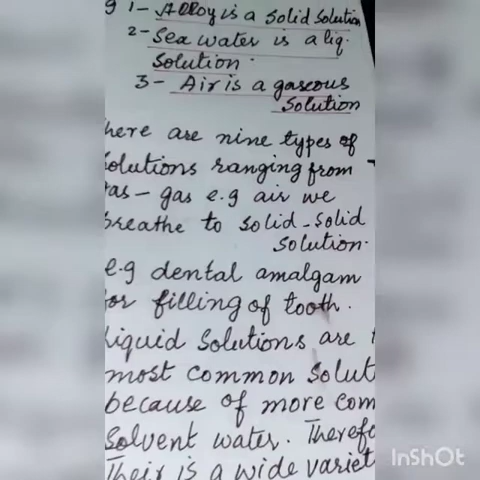 g 1- Alloy is a Solid Solution
2- Sea water is a liq.
Solution.
3- Air is a gaseous
Solution
here are nine types of
olutions ranging from
as - gas e.g air we
breathe to Solid-Solid
Solution.
e.g dental amalgam
for filling of tooth.
Liquid Solutions are t
most common Solut
because of more com
Solvent water. Therefo
Their is a wide variet
InShOt